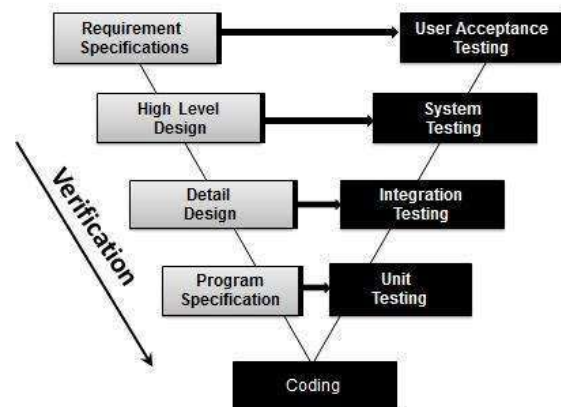 Requirement
Specifications
User Acceptance
Testing
High Level
Design
System
Testing
Detail
Design
Integration
Testing
Program
Specification
Unit
Testing
Coding
Verification